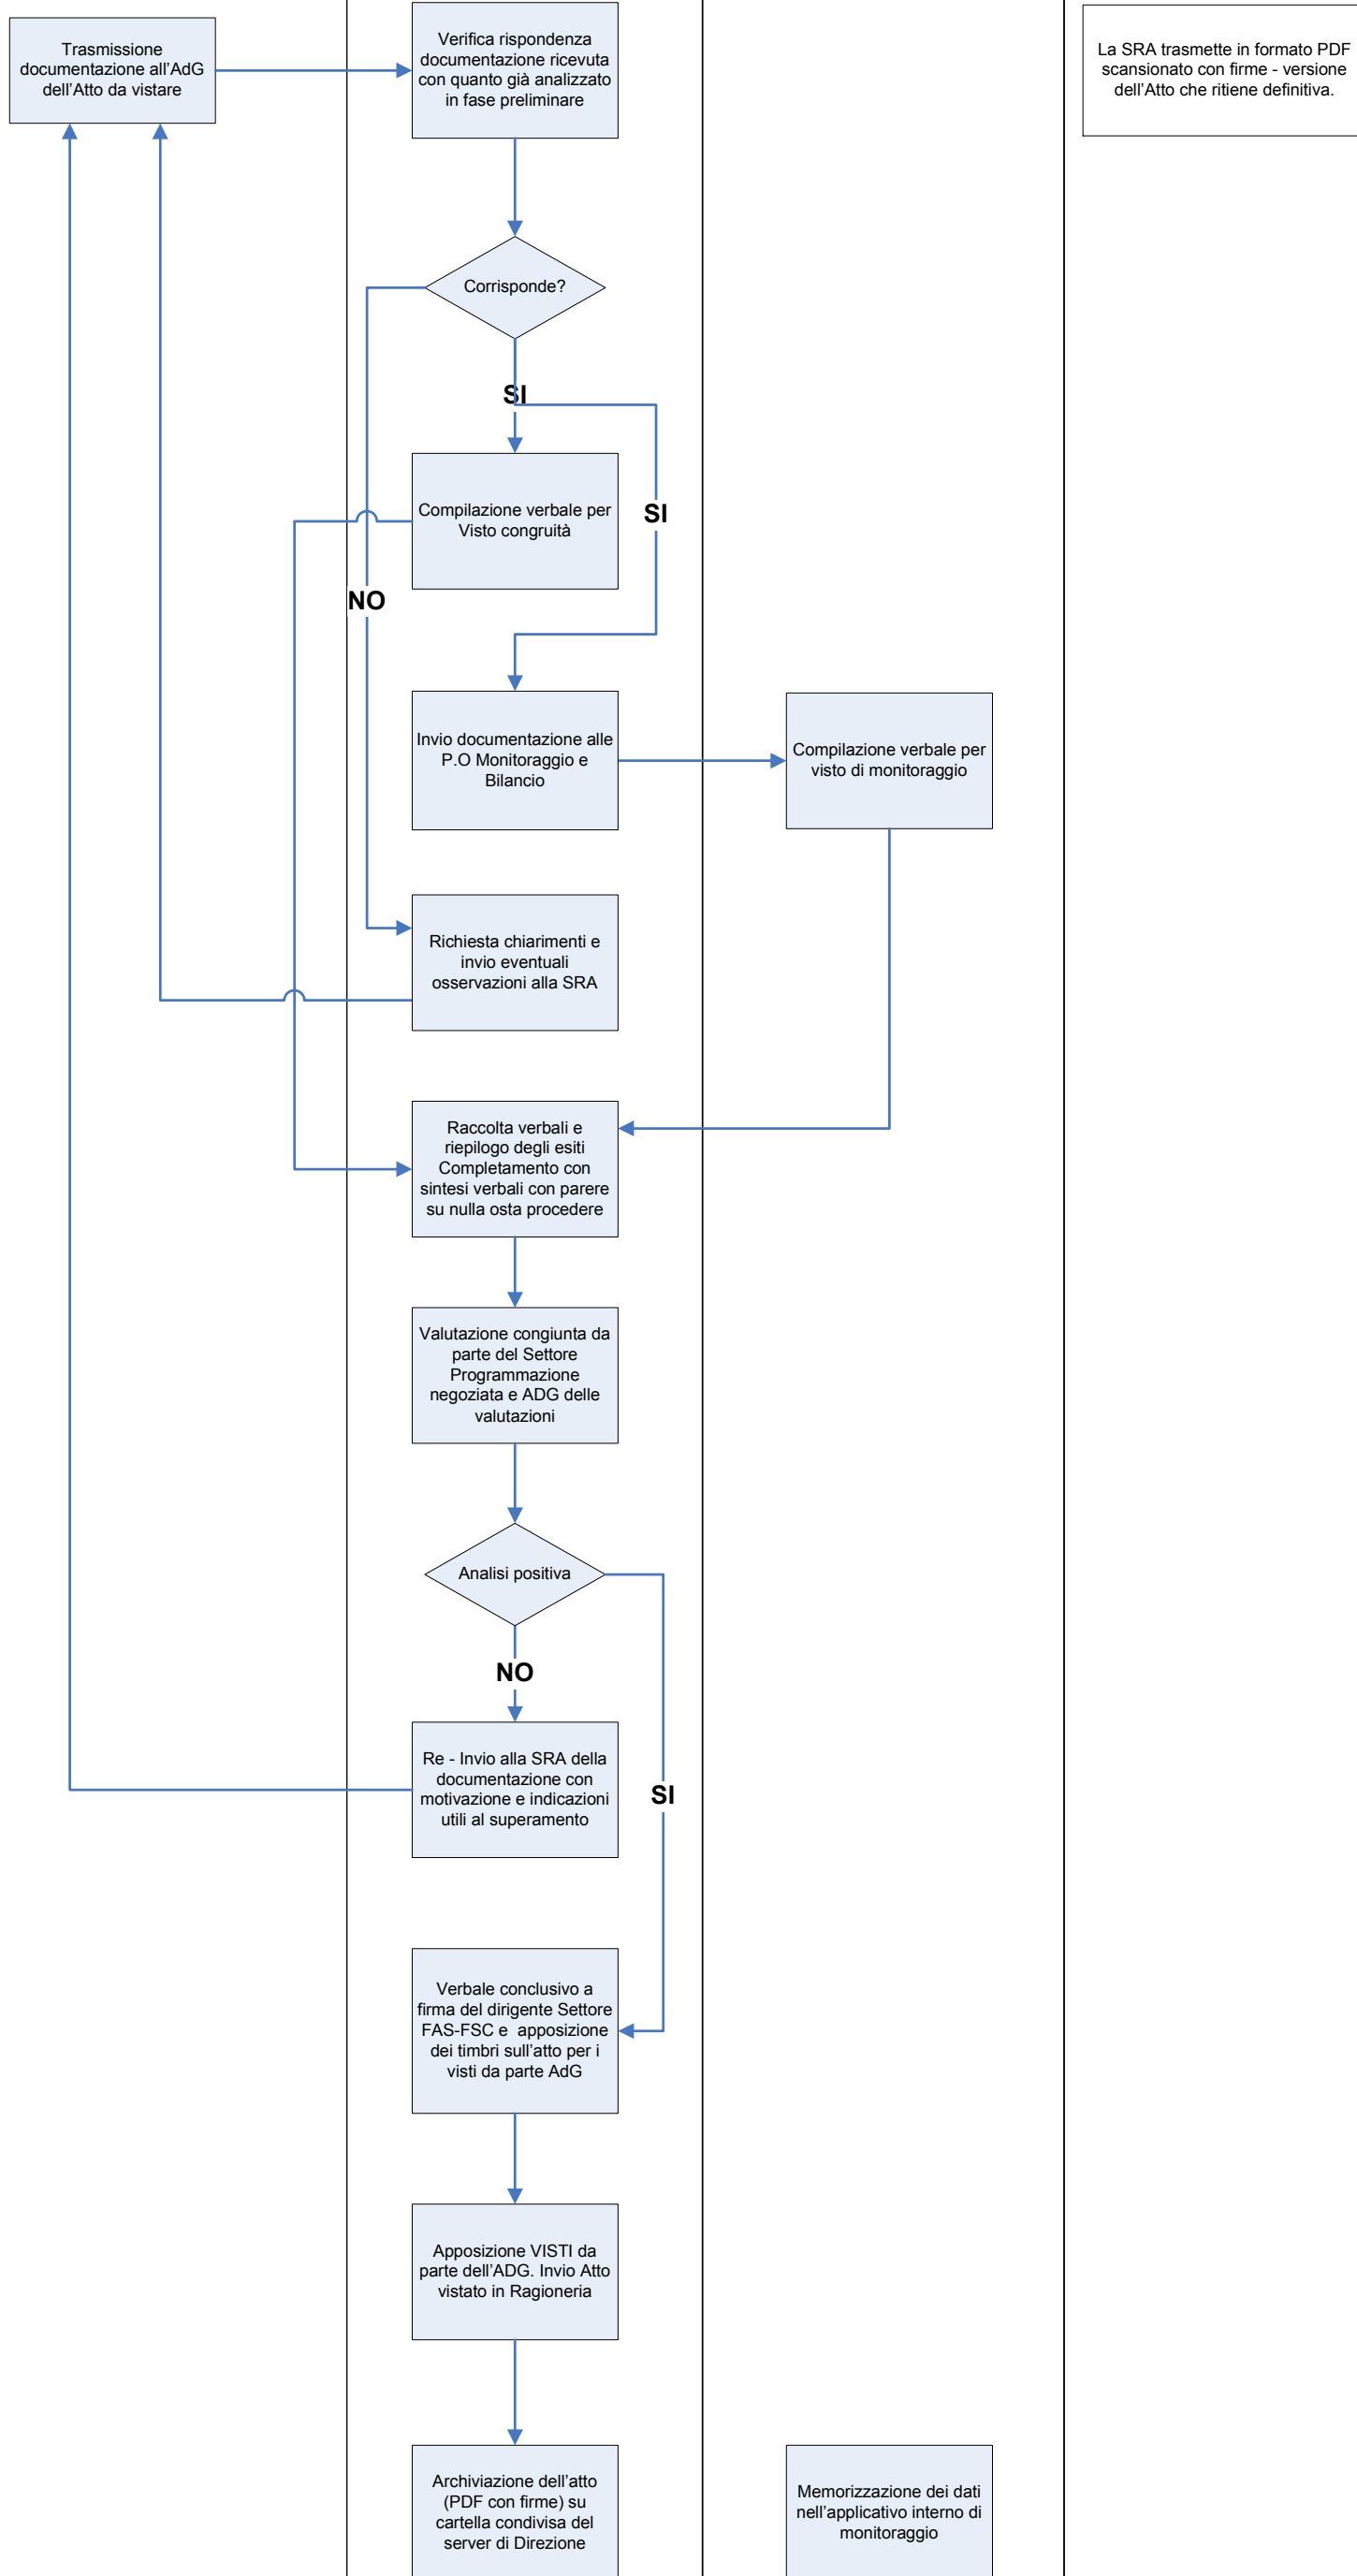 Trasmissione
documentazione all'AdG
dell'Atto da vistare
Verifica rispondenza
documentazione ricevuta
con quanto già analizzato
in fase preliminare
La SRA trasmette in formato PDF
scansionato con firme - versione
dell'Atto che ritiene definitiva.
Corrisponde?
SI
Compilazione verbale per
Visto congruità
SI
NO
Invio documentazione alle
P.O Monitoraggio e
Bilancio
Compilazione verbale per
visto di monitoraggio
Richiesta chiarimenti e
invio eventuali
osservazioni alla SRA
Raccolta verbali e
riepilogo degli esiti
Completamento con
sintesi verbali con parere
su nulla osta procedere
Valutazione congiunta da
parte del Settore
Programmazione
negoziata e ADG delle
valutazioni
Analisi positiva
NO
Re - Invio alla SRA della
documentazione con
motivazione e indicazioni
utili al superamento
SI
Verbale conclusivo a
firma del dirigente Settore
FAS-FSC e  apposizione
dei timbri sull'atto per i
visti da parte AdG
Apposizione VISTI da
parte dell'ADG. Invio Atto
vistato in Ragioneria
Archiviazione dell'atto
(PDF con firme) su
cartella condivisa del
server di Direzione
Memorizzazione dei dati
nell'applicativo interno di
monitoraggio